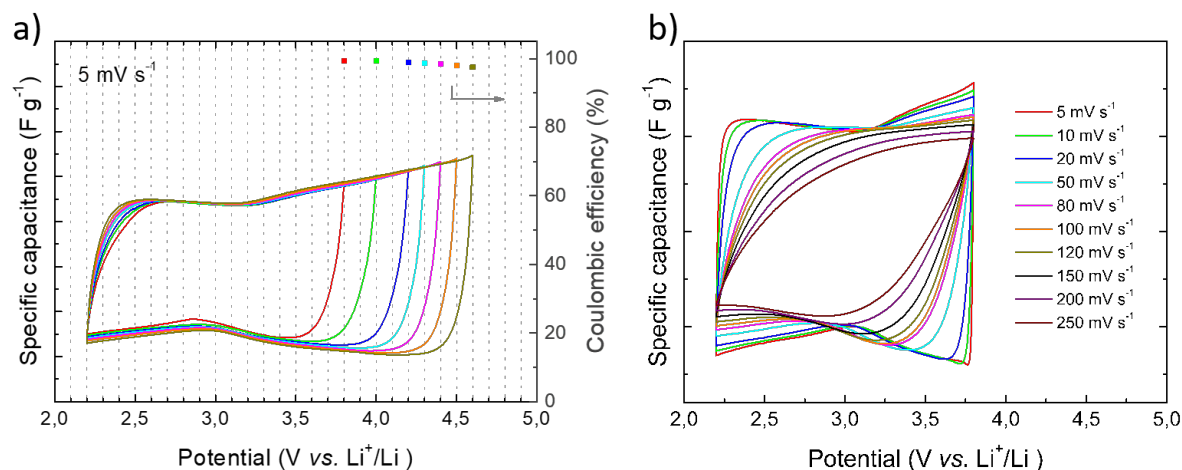 a)
5 mV s⁻¹
Specific capacitance (F g⁻¹)
100
80
60
40
20
0
Coulombic efficiency (%)
2,0 2,5 3,0 3,5 4,0 4,5 5,0
Potential (V vs. Li⁺/Li)
b)
Specific capacitance (F g⁻¹)
5 mV s⁻¹
10 mV s⁻¹
20 mV s⁻¹
50 mV s⁻¹
80 mV s⁻¹
100 mV s⁻¹
120 mV s⁻¹
150 mV s⁻¹
200 mV s⁻¹
250 mV s⁻¹
2,0 2,5 3,0 3,5 4,0 4,5 5,0
Potential (V vs. Li⁺/Li )